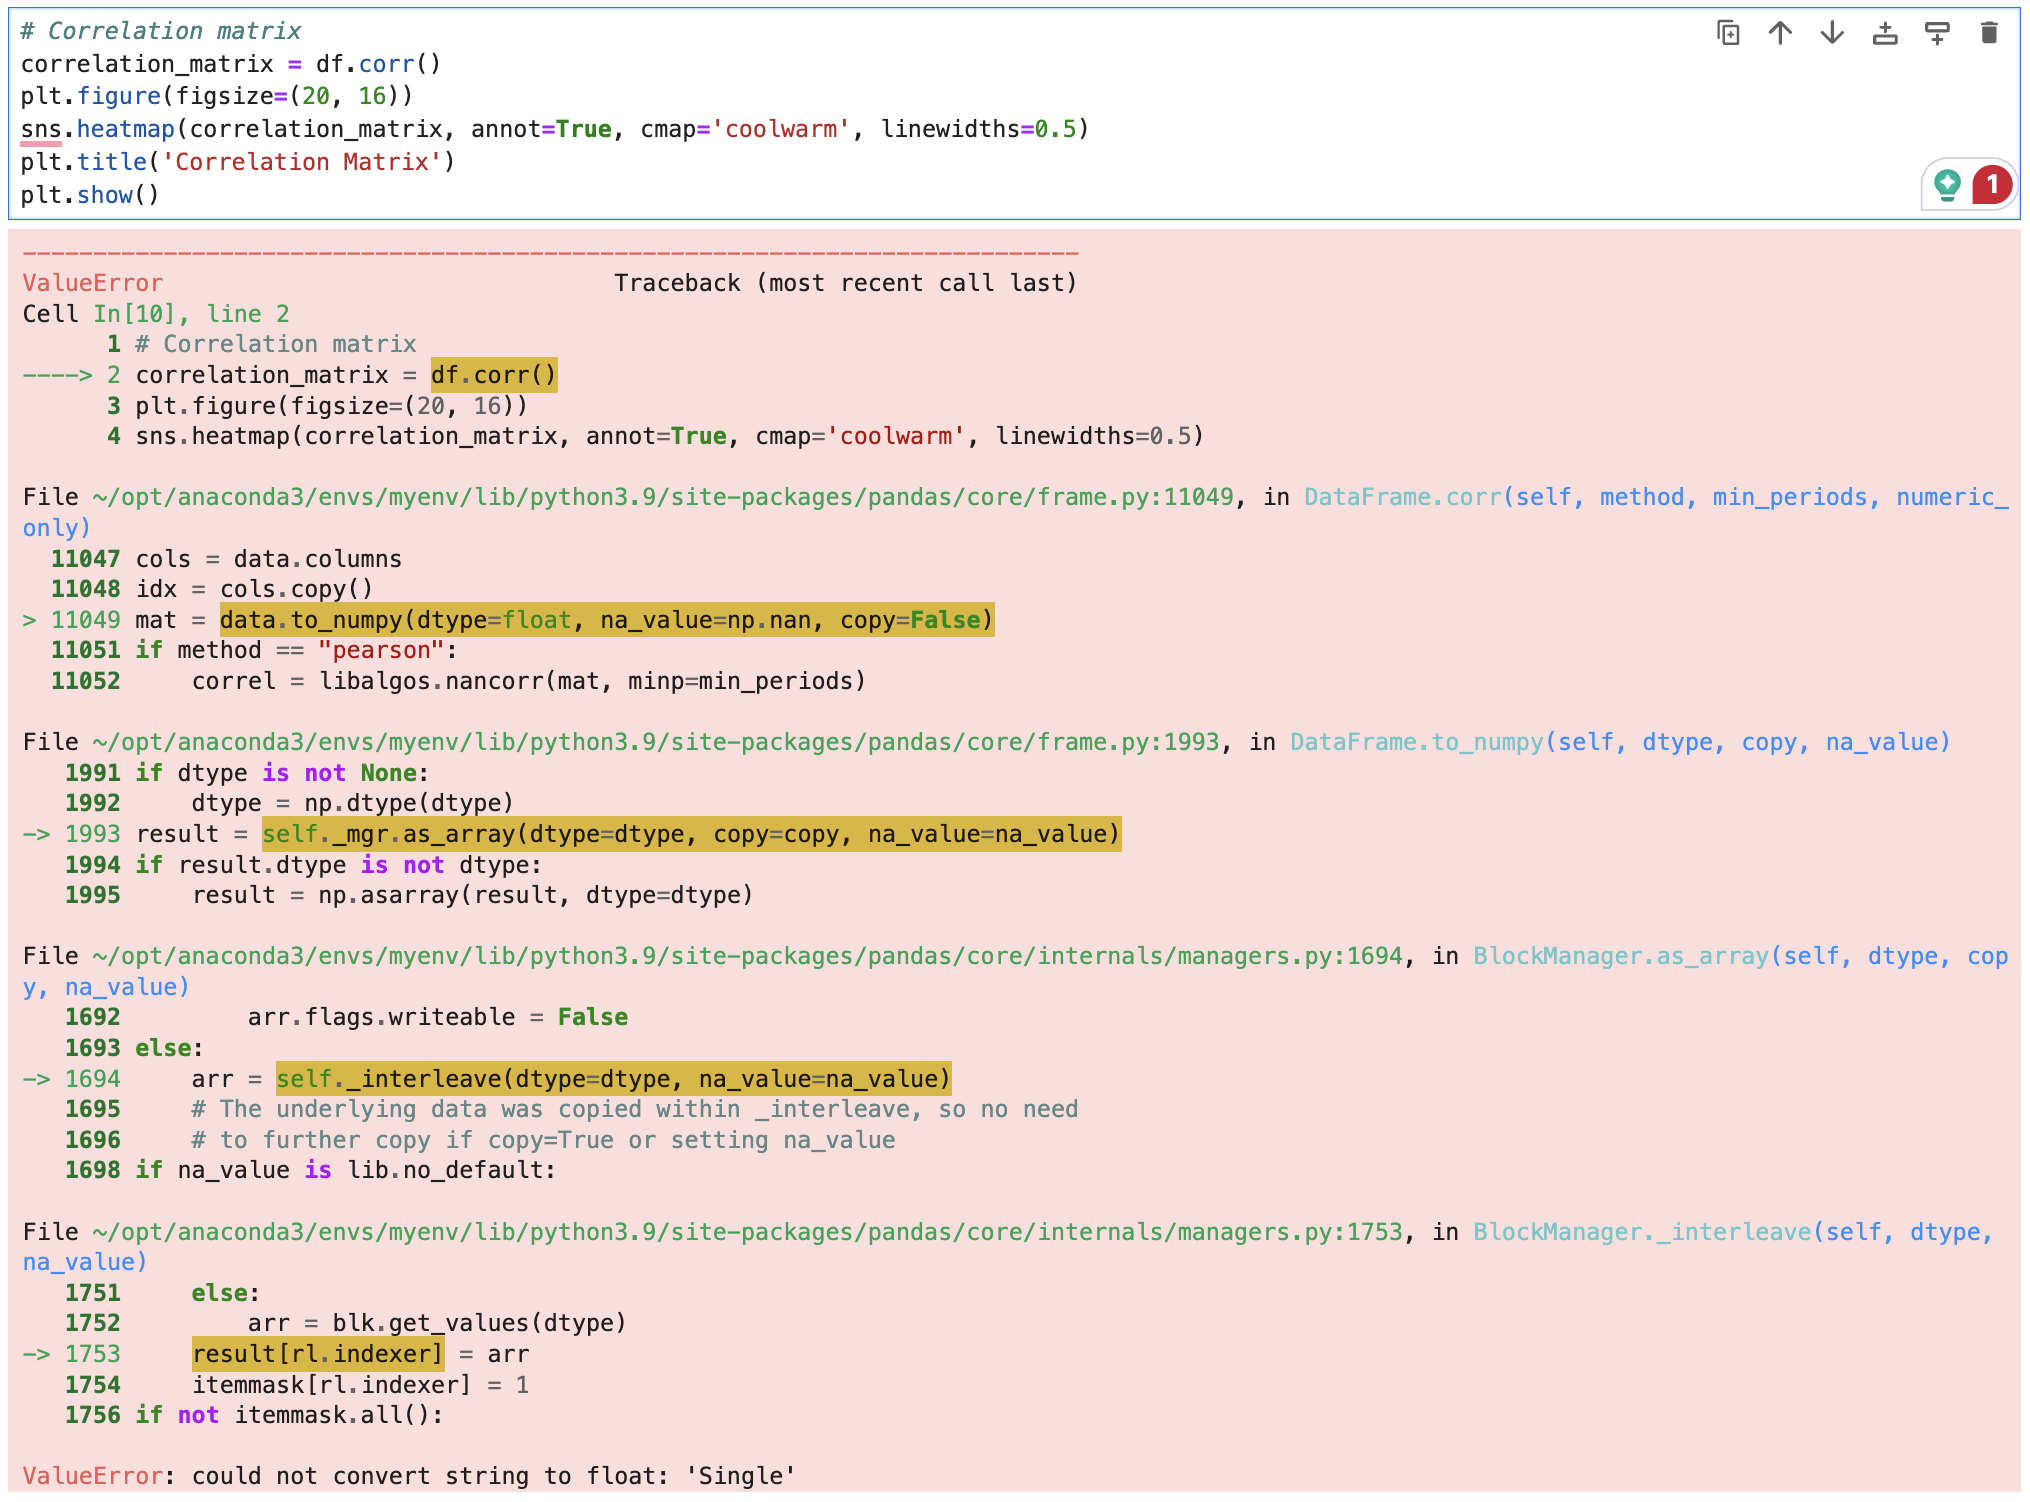 # Correlation matrix
correlation_matrix = df.corr()
plt.figure(figsize=(20, 16))
sns.heatmap(correlation_matrix, annot=True, cmap='coolwarm', linewidths=0.5)
plt.title('Correlation Matrix')
plt.show()
1
---------------------------------------------------------------------------
ValueError                                Traceback (most recent call last)
Cell In[10], line 2
      1 # Correlation matrix
----> 2 correlation_matrix = df.corr()
      3 plt.figure(figsize=(20, 16))
      4 sns.heatmap(correlation_matrix, annot=True, cmap='coolwarm', linewidths=0.5)
File ~/opt/anaconda3/envs/myenv/lib/python3.9/site-packages/pandas/core/frame.py:11049, in DataFrame.corr(self, method, min_periods, numeric_
only)
  11047 cols = data.columns
  11048 idx = cols.copy()
> 11049 mat = data.to_numpy(dtype=float, na_value=np.nan, copy=False)
  11051 if method == "pearson":
  11052     correl = libalgos.nancorr(mat, minp=min_periods)
File ~/opt/anaconda3/envs/myenv/lib/python3.9/site-packages/pandas/core/frame.py:1993, in DataFrame.to_numpy(self, dtype, copy, na_value)
   1991 if dtype is not None:
   1992     dtype = np.dtype(dtype)
-> 1993 result = self._mgr.as_array(dtype=dtype, copy=copy, na_value=na_value)
   1994 if result.dtype is not dtype:
   1995     result = np.asarray(result, dtype=dtype)
File ~/opt/anaconda3/envs/myenv/lib/python3.9/site-packages/pandas/core/internals/managers.py:1694, in BlockManager.as_array(self, dtype, cop
y, na_value)
   1692         arr.flags.writeable = False
   1693 else:
-> 1694     arr = self._interleave(dtype=dtype, na_value=na_value)
   1695     # The underlying data was copied within _interleave, so no need
   1696     # to further copy if copy=True or setting na_value
   1698 if na_value is lib.no_default:
File ~/opt/anaconda3/envs/myenv/lib/python3.9/site-packages/pandas/core/internals/managers.py:1753, in BlockManager._interleave(self, dtype,
na_value)
   1751     else:
   1752         arr = blk.get_values(dtype)
-> 1753     result[rl.indexer] = arr
   1754     itemmask[rl.indexer] = 1
   1756 if not itemmask.all():
ValueError: could not convert string to float: 'Single'